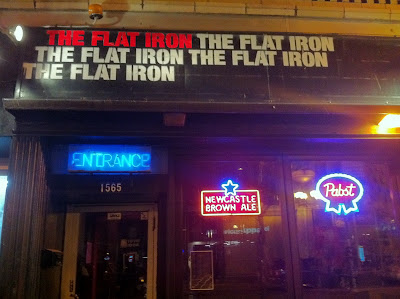 THE FLAT IRON THE FLAT IRON
THE FLAT IRON THE FLAT IRON
THE FLAT IRON
ENTRANCE
1565
NEWCASTLE
BROWN ALE
Pabst